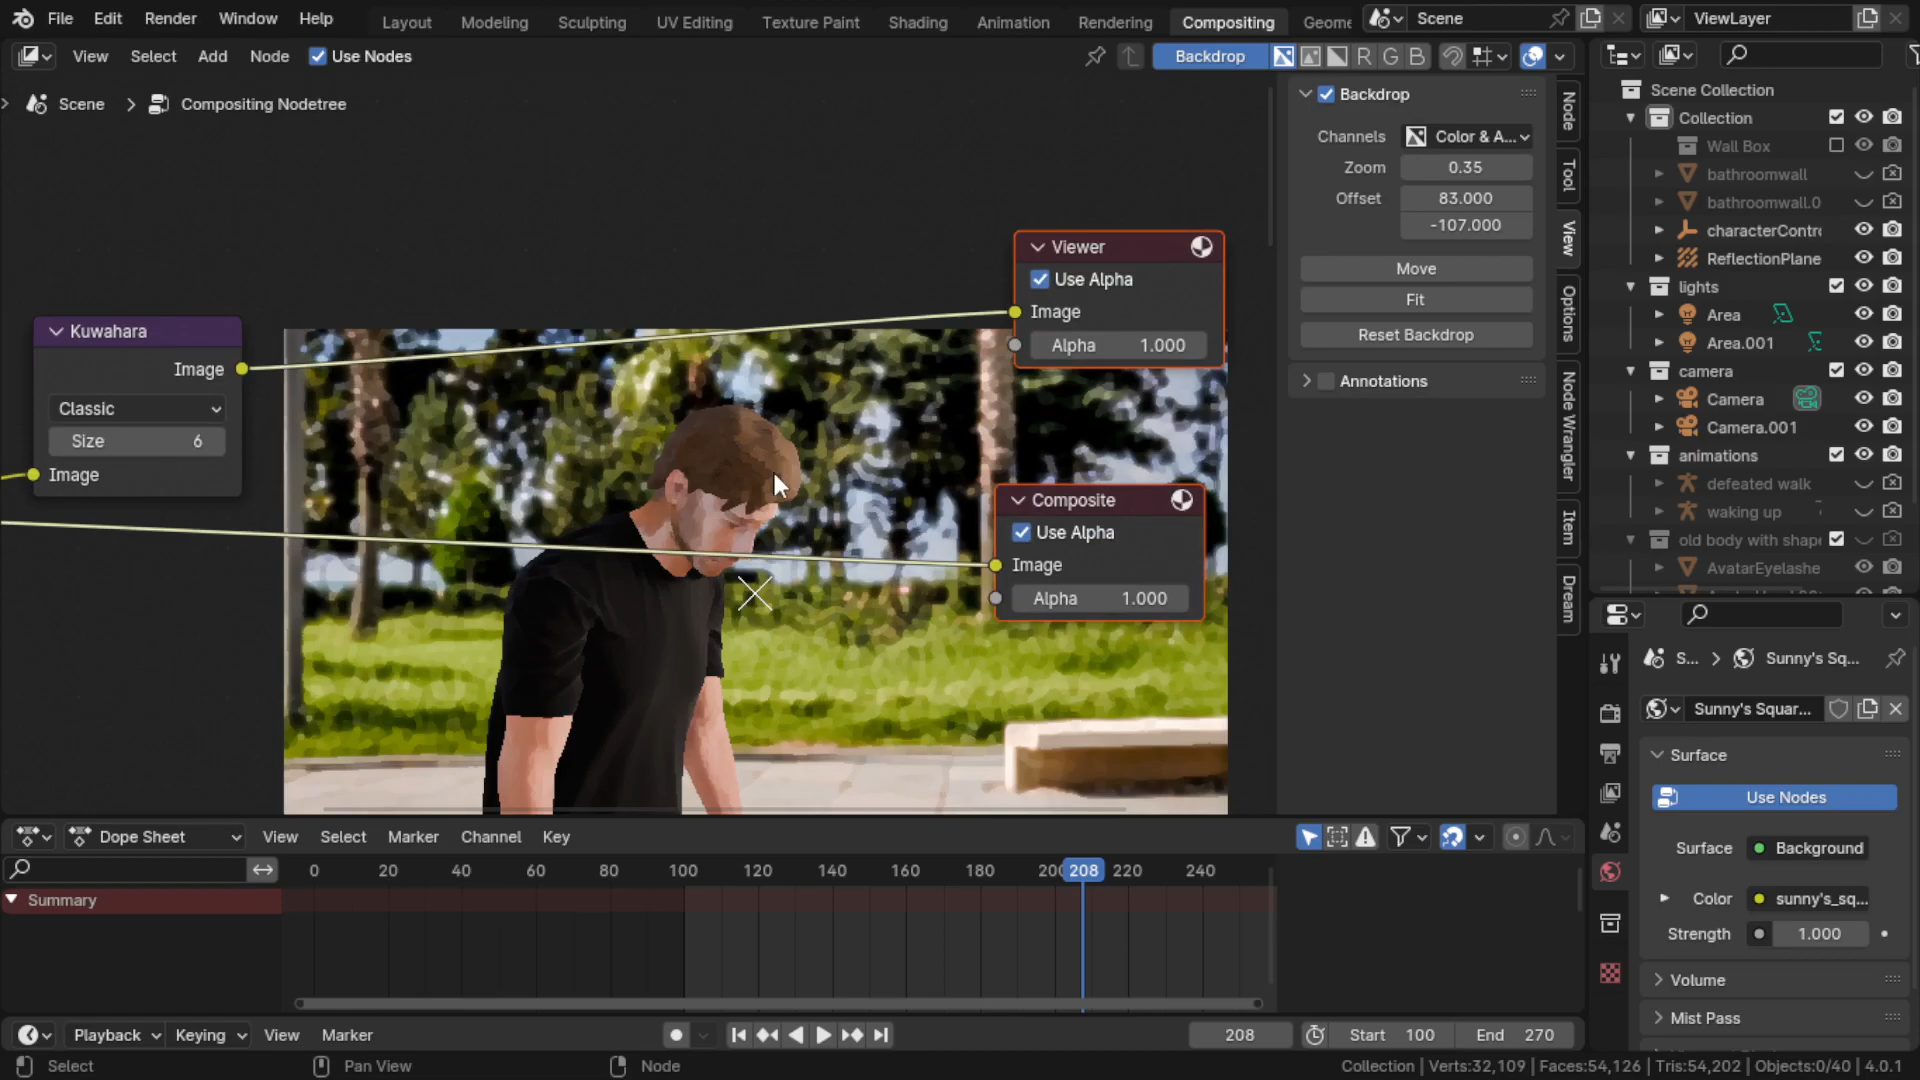 File Edit Render Window Help Layout Modeling Sculpting UV Editing Texture Paint Shading Animation Rendering Compositing Geome Scene ViewLayer
View Select Add Node Use Nodes Backdrop R G B
Scene > Compositing Nodetree
Kuwahara
Image
Classic
Size 6
Image
Viewer
Use Alpha
Image
Alpha 1.000
Composite
Use Alpha
Image
Alpha 1.000
Backdrop
Channels Color & A...
Zoom 0.35
Offset 83.000
-107.000
Move
Fit
Reset Backdrop
Annotations
Node
Tool
View
Options
Node Wrangler
Item
Dream
Scene Collection
Collection
Wall Box
bathroomwall
bathroomwall.0
characterContr
ReflectionPlane
lights
Area
Area.001
camera
Camera
Camera.001
animations
defeated walk
waking up
old body with shape
AvatarEyelashe
S... > Sunny's Sq...
Sunny's Squar...
Surface
Use Nodes
Surface Background
Color sunny's_sq...
Strength 1.000
Volume
Mist Pass
Dope Sheet View Select Marker Channel Key
0 20 40 60 80 100 120 140 160 180 200 208 220 240
Summary
Playback Keying View Marker 208 Start 100 End 270
Select Pan View Node Collection | Verts:32,109 | Faces:54,126 | Tris:54,202 | Objects:0/40 | 4.0.1